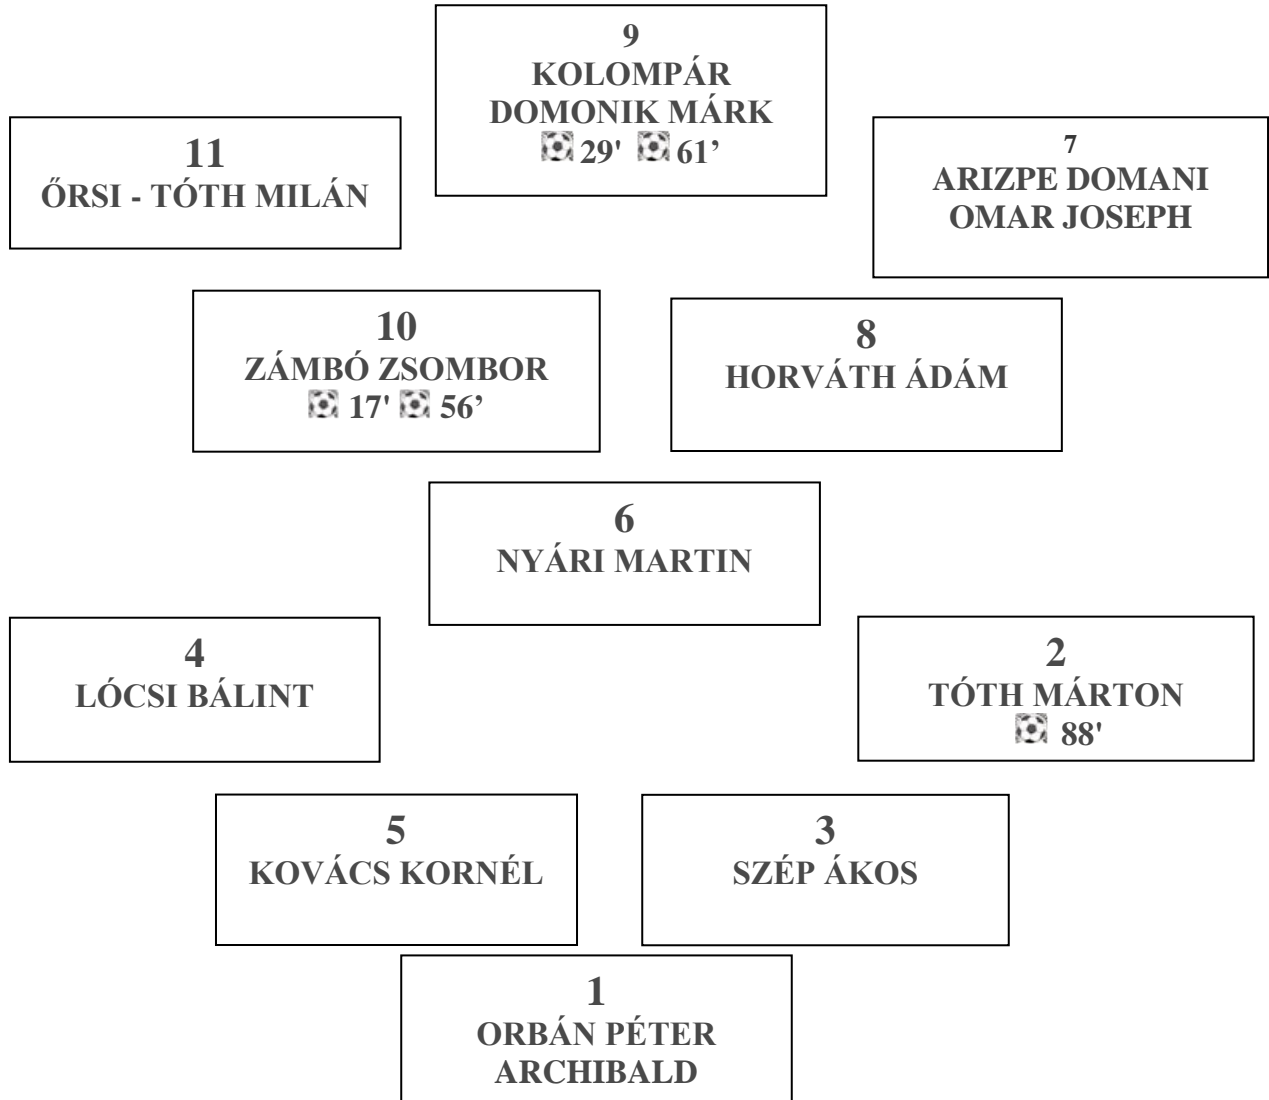 9
KOLOMPÁR
DOMONIK MÁRK
⚽ 29' ⚽ 61’
11
ŐRSI - TÓTH MILÁN
7
ARIZPE DOMANI
OMAR JOSEPH
10
ZÁMBÓ ZSOMBOR
⚽ 17' ⚽ 56’
8
HORVÁTH ÁDÁM
6
NYÁRI MARTIN
4
LÓCSI BÁLINT
2
TÓTH MÁRTON
⚽ 88'
5
KOVÁCS KORNÉL
3
SZÉP ÁKOS
1
ORBÁN PÉTER
ARCHIBALD